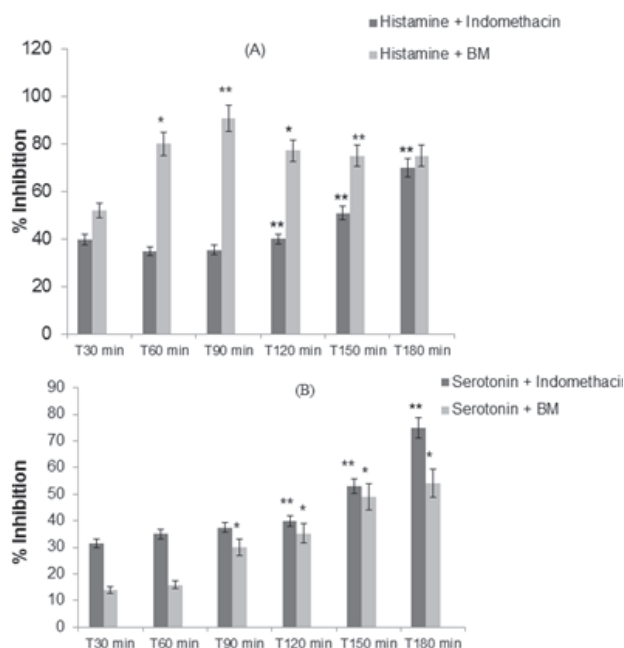 Histamine + Indomethacin
(A)
Histamine + BM
120
100
80
60
40
20
0
% Inhibition
*
**
*
**
**
**
**
T30 min T60 min T90 min T120 min T150 min T180 min
Serotonin + Indomethacin
(B)
Serotonin + BM
90
80
70
60
50
40
30
20
10
0
% Inhibition
**
** *
*
** *
*
T30 min T60 min T90 min T120 min T150 min T180 min